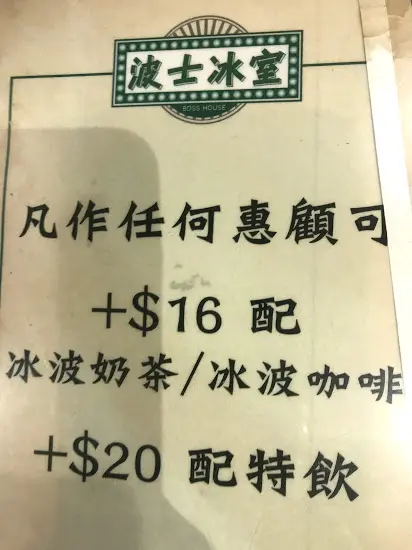 波士冰室
BOSS HOUSE
凡作任何惠顧可
+$16 配
冰波奶茶/冰波咖啡
+$20 配特飲